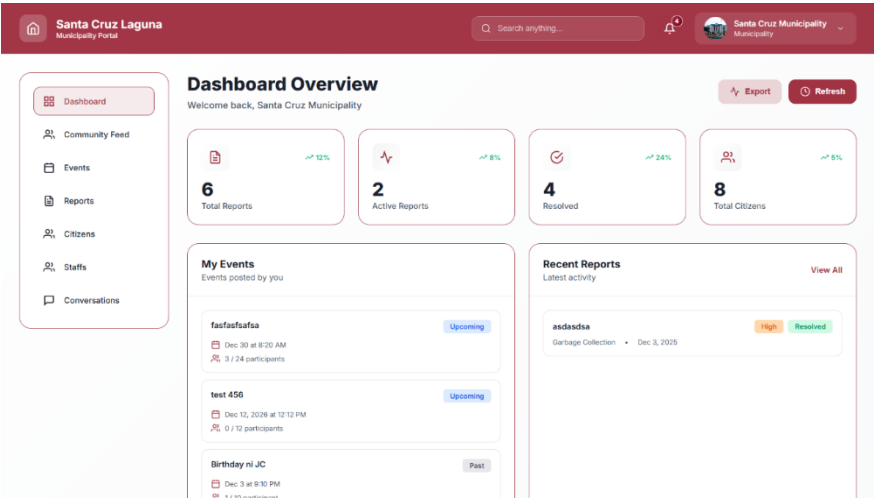 Santa Cruz Laguna
Municipality Portal
Search anything...
4
Santa Cruz Municipality
Municipality
Dashboard
Community Feed
Events
Reports
Citizens
Staffs
Conversations
Dashboard Overview
Welcome back, Santa Cruz Municipality
Export
Refresh
12%
6
Total Reports
8%
2
Active Reports
24%
4
Resolved
5%
8
Total Citizens
My Events
Events posted by you
fasfasfsafsa
Upcoming
Dec 30 at 8:20 AM
3 / 24 participants
test 456
Upcoming
Dec 12, 2026 at 12:12 PM
0 / 12 participants
Birthday ni JC
Past
Dec 3 at 9:10 PM
1 / 10 participant
Recent Reports
Latest activity
View All
asdasdsa
High
Resolved
Garbage Collection • Dec 3, 2025